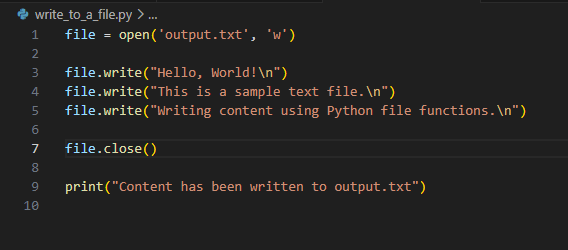 write_to_a_file.py > ...
1 file = open('output.txt', 'w')
2
3 file.write("Hello, World!\n")
4 file.write("This is a sample text file.\n")
5 file.write("Writing content using Python file functions.\n")
6
7 file.close()
8
9 print("Content has been written to output.txt")
10